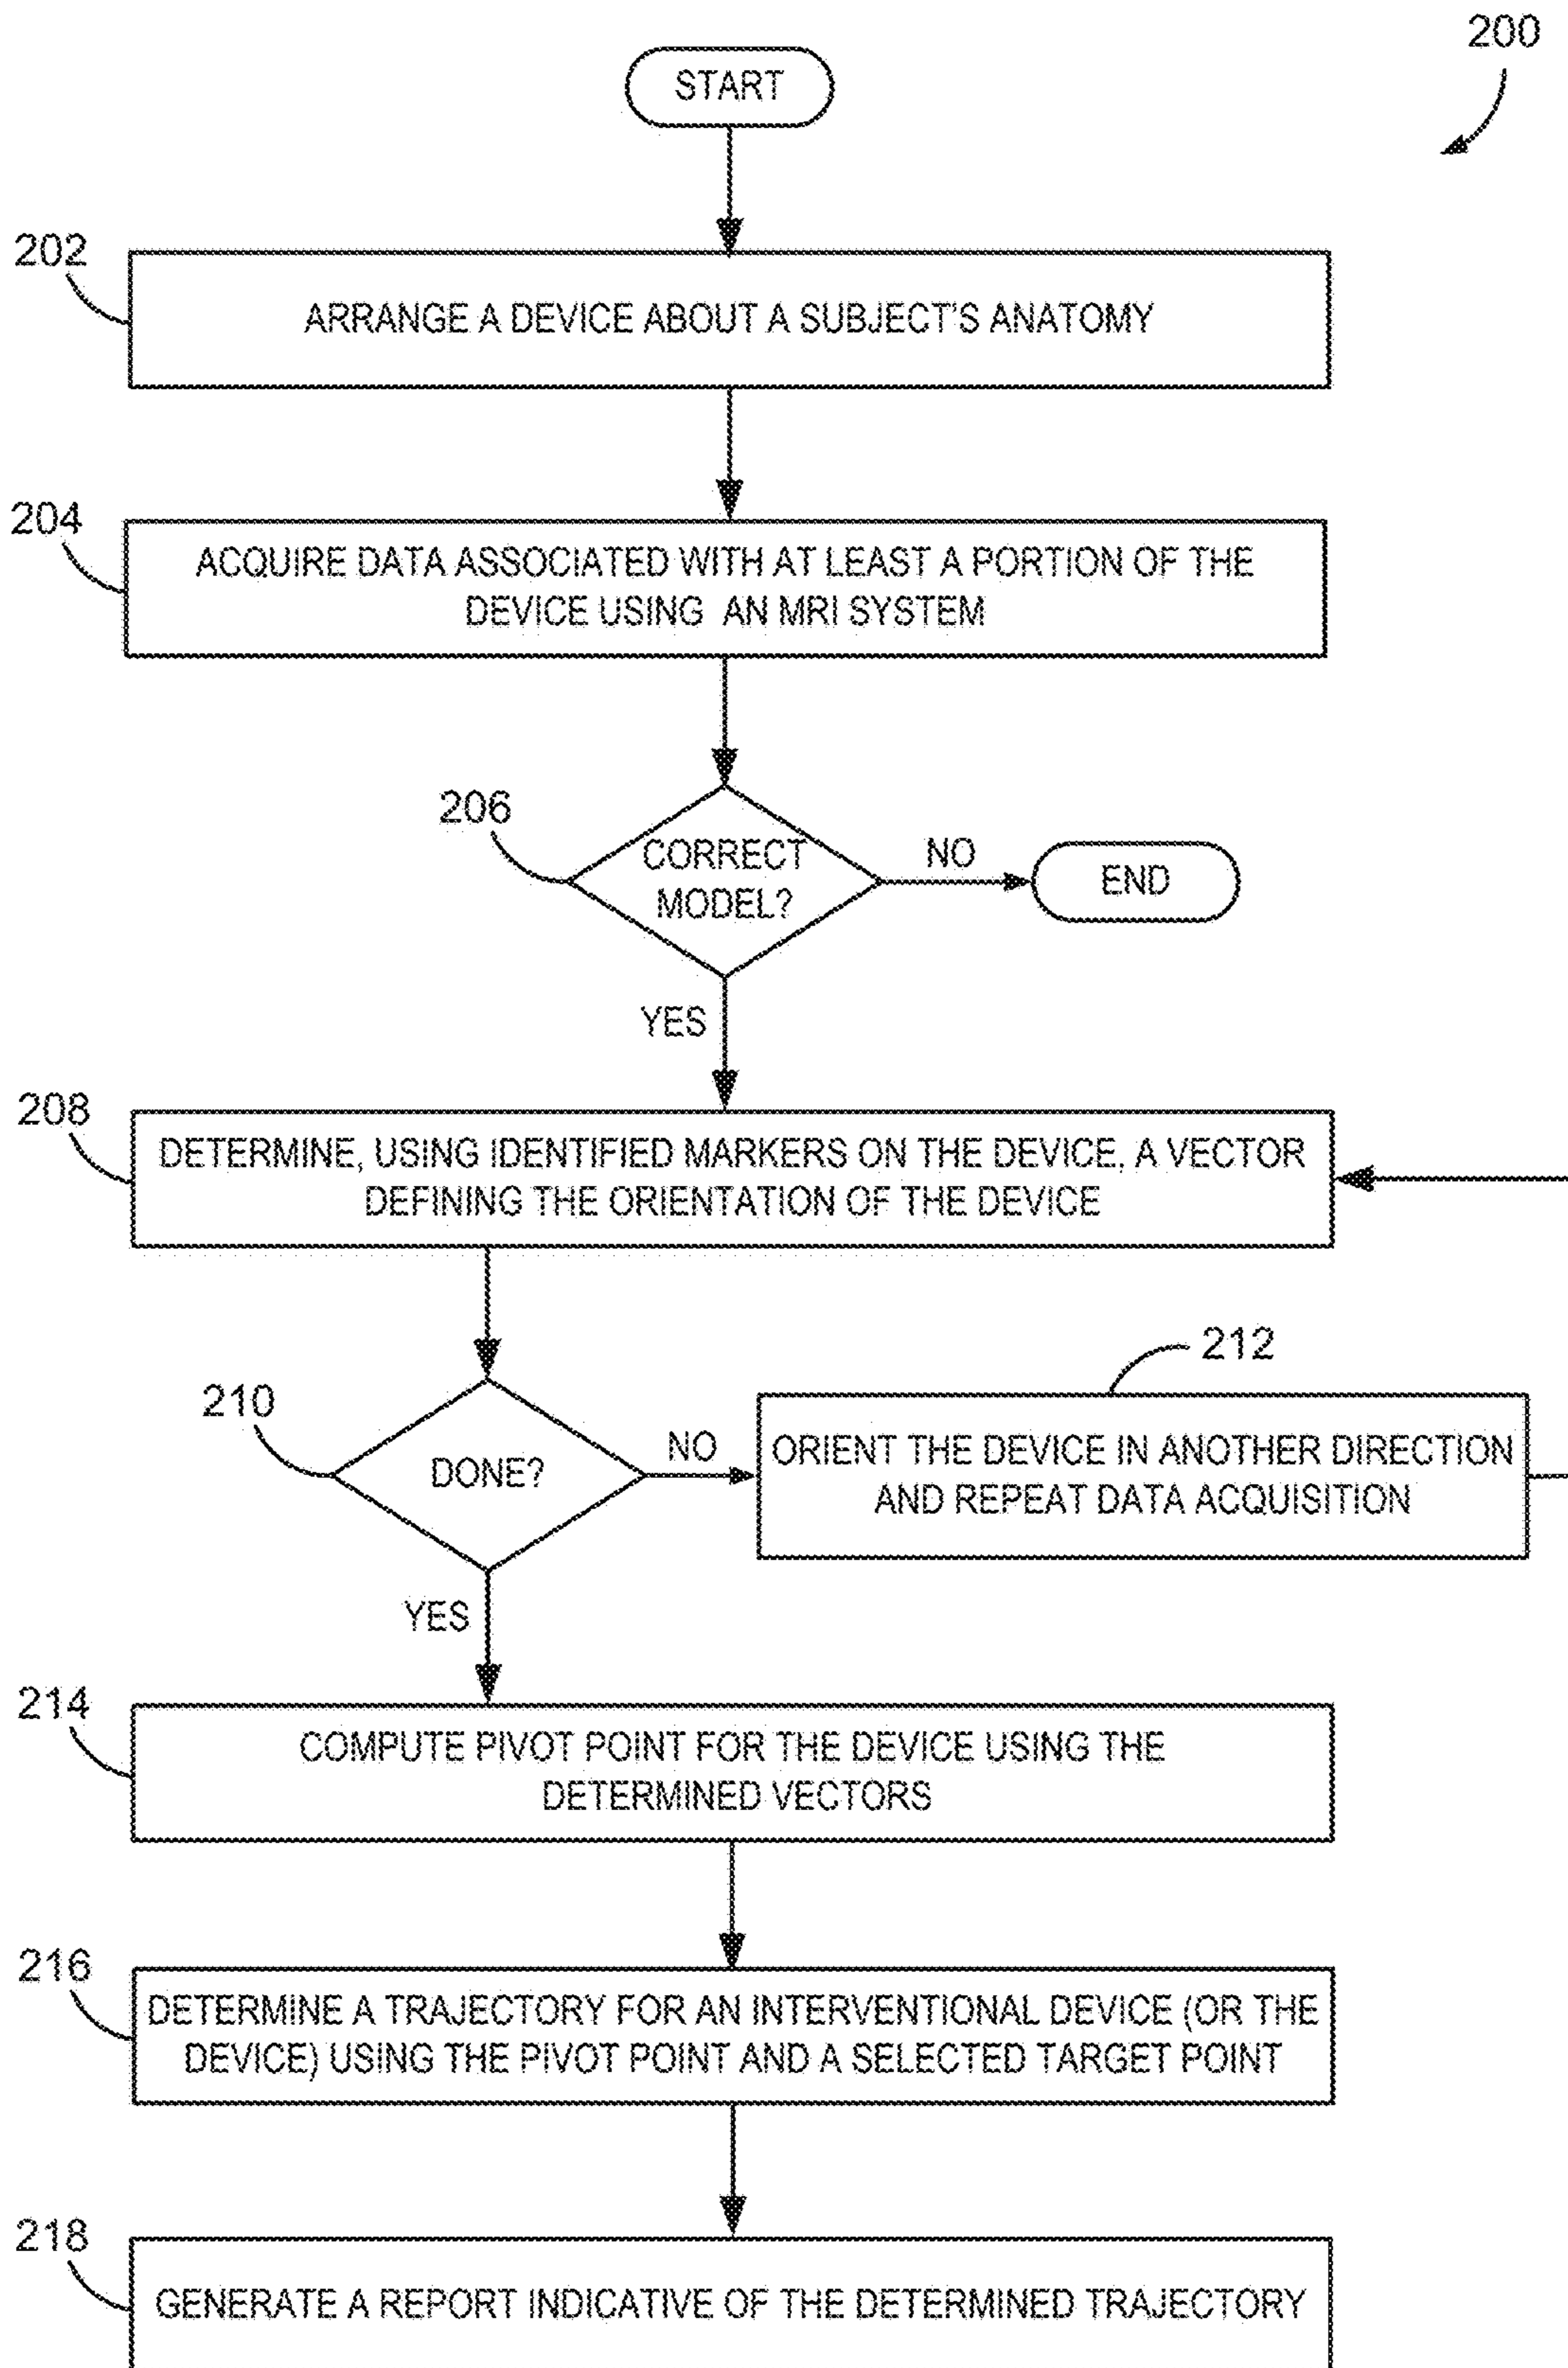 200
START
202
ARRANGE A DEVICE ABOUT A SUBJECT'S ANATOMY
204
ACQUIRE DATA ASSOCIATED WITH AT LEAST A PORTION OF THE
DEVICE USING AN MRI SYSTEM
206
CORRECT
MODEL?
NO
END
YES
208
DETERMINE, USING IDENTIFIED MARKERS ON THE DEVICE, A VECTOR
DEFINING THE ORIENTATION OF THE DEVICE
210
DONE?
NO
212
ORIENT THE DEVICE IN ANOTHER DIRECTION
AND REPEAT DATA ACQUISITION
YES
214
COMPUTE PIVOT POINT FOR THE DEVICE USING THE
DETERMINED VECTORS
216
DETERMINE A TRAJECTORY FOR AN INTERVENTIONAL DEVICE (OR THE
DEVICE) USING THE PIVOT POINT AND A SELECTED TARGET POINT
218
GENERATE A REPORT INDICATIVE OF THE DETERMINED TRAJECTORY